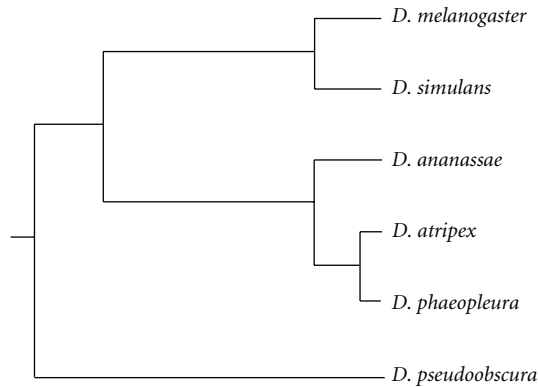 D. melanogaster
D. simulans
D. ananassae
D. atripex
D. phaeopleura
D. pseudoobscura